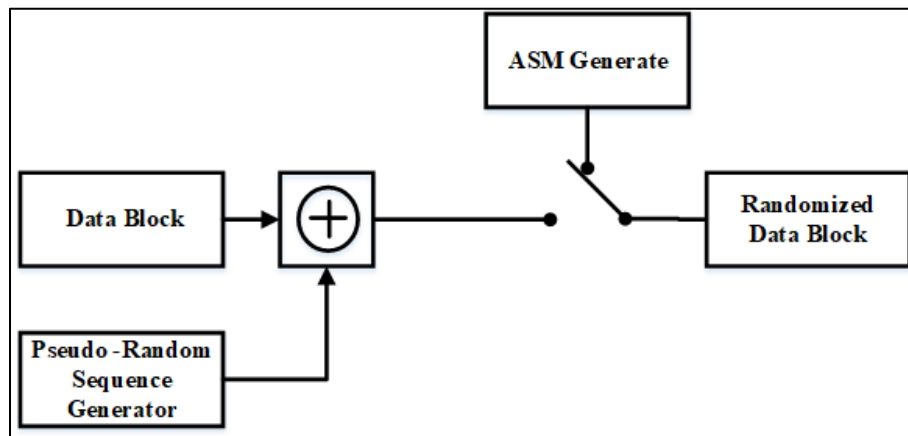 ASM Generate
Data Block
Randomized
Data Block
Pseudo -Random
Sequence
Generator